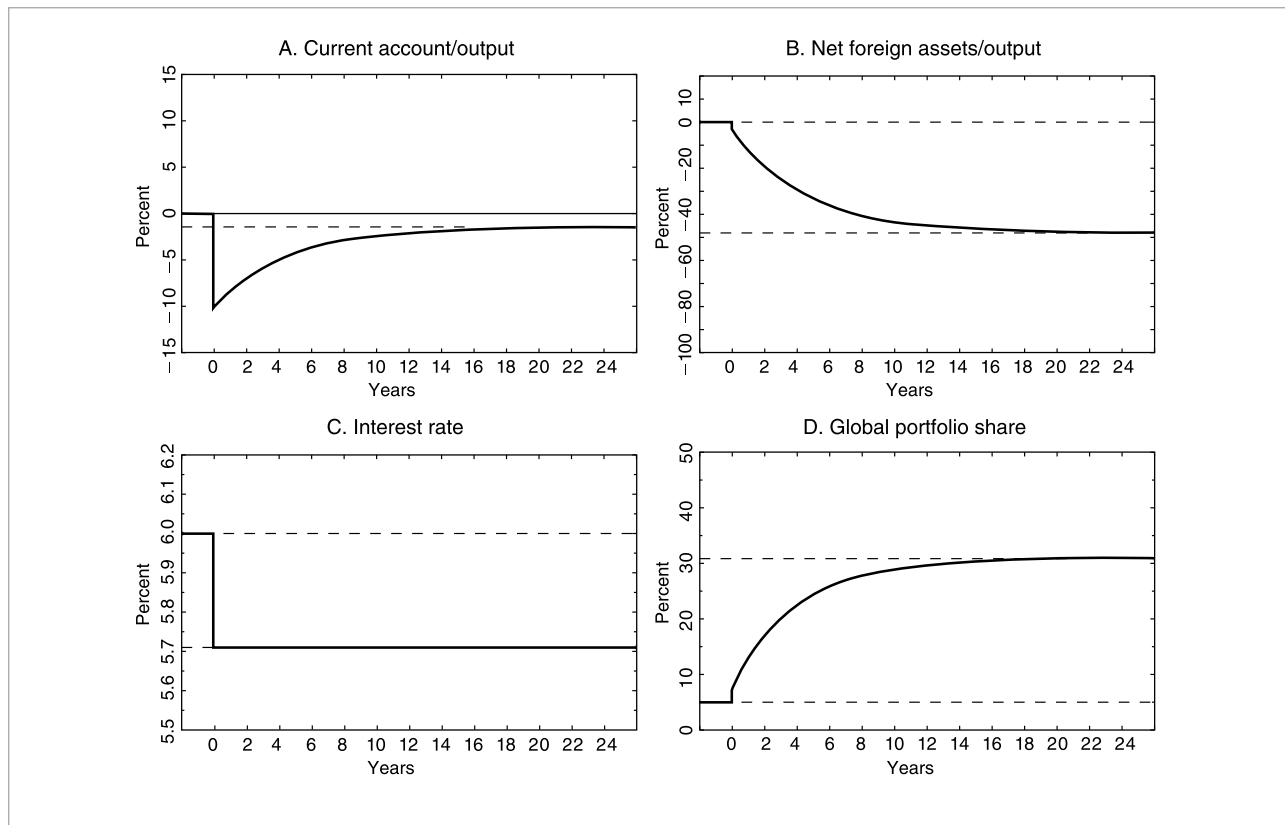 A. Current account/output
Percent
15
10
5
0
−5
−10
−15
0 2 4 6 8 10 12 14 16 18 20 22 24
Years
B. Net foreign assets/output
Percent
10
0
−20
−40
−60
−80
−100
0 2 4 6 8 10 12 14 16 18 20 22 24
Years
C. Interest rate
Percent
6.2
6.1
6.0
5.9
5.8
5.7
5.6
5.5
0 2 4 6 8 10 12 14 16 18 20 22 24
Years
D. Global portfolio share
Percent
50
40
30
20
10
0
0 2 4 6 8 10 12 14 16 18 20 22 24
Years